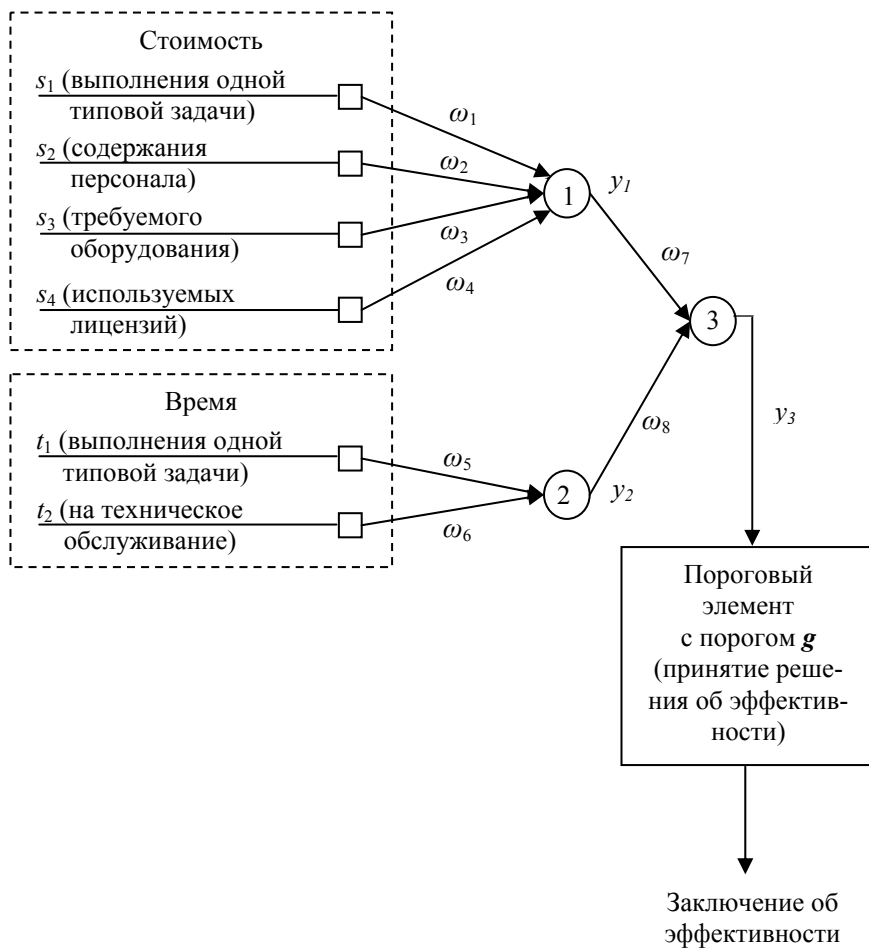 Стоимость
s1 (выполнения одной
типовой задачи)
ω1
s2 (содержания
персонала)
ω2
1
y1
s3 (требуемого
оборудования)
ω3
ω7
s4 (используемых
лицензий)
ω4
3
Время
y3
t1 (выполнения одной
типовой задачи)
ω5
ω8
2
y2
t2 (на техническое
обслуживание)
ω6
Пороговый
элемент
с порогом g
(принятие реше-
ния об эффектив-
ности)
Заключение об
эффективности